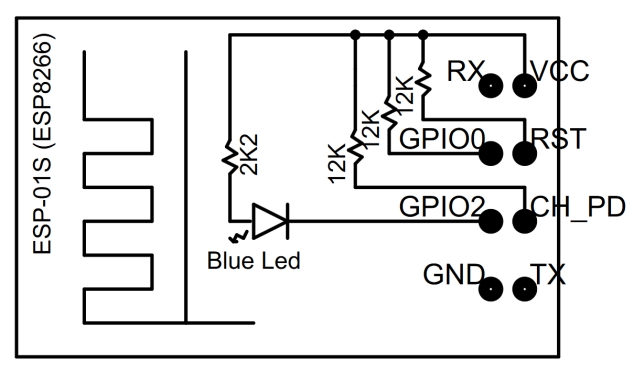 ESP-01S (ESP8266)
RX
VCC
12K
12K
GPIO0
RST
2K2
12K
GPIO2
CH_PD
Blue Led
GND
TX